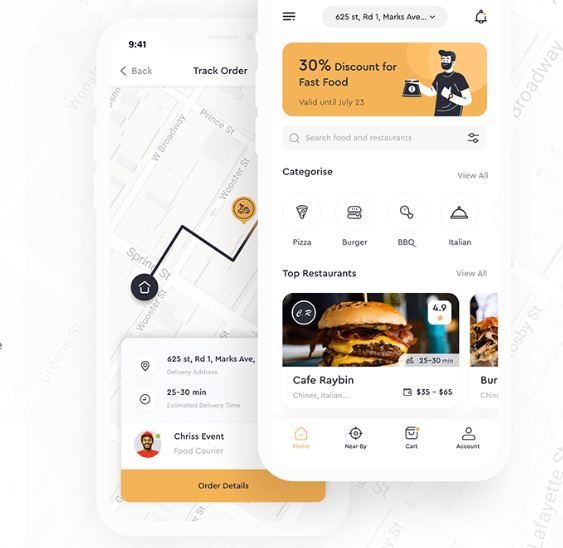 9:41
Back
Track Order
625 st, Rd 1, Marks Ave...
30% Discount for
Fast Food
Valid until July 23
Search food and restaurants
Categorise
View All
Pizza
Burger
BBQ
Italian
Top Restaurants
View All
C.R
4.9
25-30 min
Cafe Raybin
Chines, Italian....
$35 - $65
Bur
Chines
Home
Near By
Cart
Account
W Broadway
Prince St
Wooster St
Wooster St
Spring St
Wooster St
625 st, Rd 1, Marks Ave,
Delivery Address
25-30 min
Estimated Delivery Time
Chriss Event
Food Courier
Order Details
Broadway
osby St
Lafayette St
e